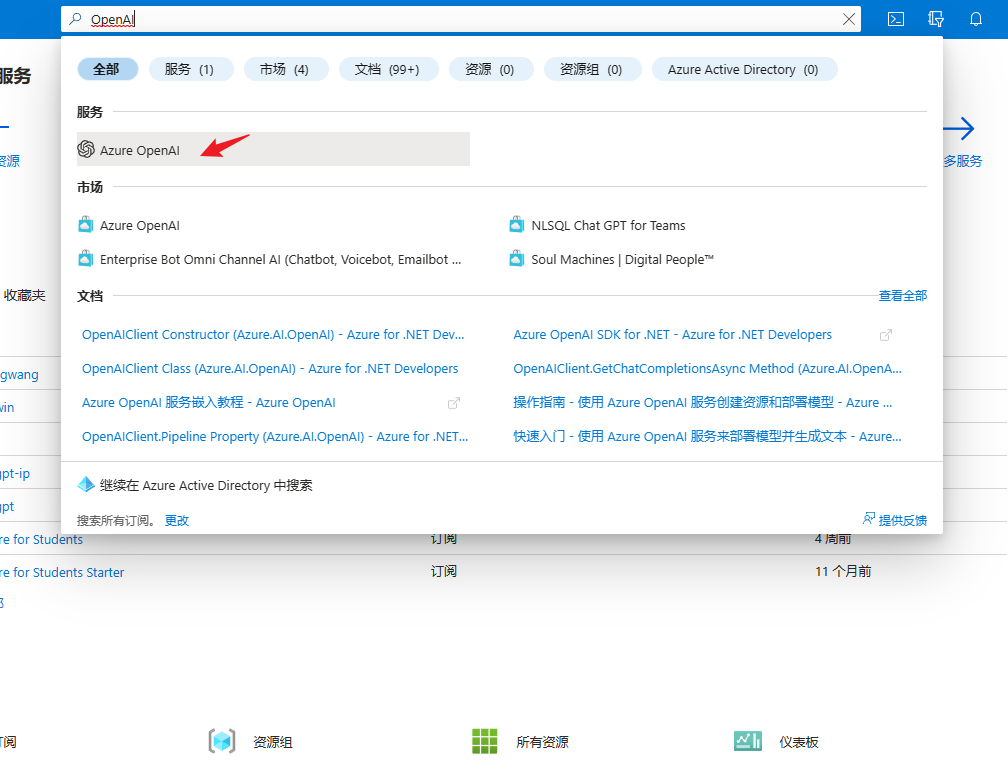 OpenAI
服务
全部 服务 (1) 市场 (4) 文档 (99+) 资源 (0) 资源组 (0) Azure Active Directory (0)
服务
Azure OpenAI
资源
多服务
市场
Azure OpenAI NLSQL Chat GPT for Teams
Enterprise Bot Omni Channel AI (Chatbot, Voicebot, Emailbot ... Soul Machines | Digital People™
收藏夹
文档 查看全部
OpenAIClient Constructor (Azure.AI.OpenAI) - Azure for .NET Dev... Azure OpenAI SDK for .NET - Azure for .NET Developers
OpenAIClient Class (Azure.AI.OpenAI) - Azure for .NET Developers OpenAIClient.GetChatCompletionsAsync Method (Azure.AI.OpenA...
gwang
Azure OpenAI 服务嵌入教程 - Azure OpenAI 操作指南 - 使用 Azure OpenAI 服务创建资源和部署模型 - Azure ...
win
OpenAIClient.Pipeline Property (Azure.AI.OpenAI) - Azure for .NET... 快速入门 - 使用 Azure OpenAI 服务来部署模型并生成文本 - Azure...
gpt-ip
继续在 Azure Active Directory 中搜索
gpt
搜索所有订阅。 更改 提供反馈
re for Students 订阅 4 周前
re for Students Starter 订阅 11 个月前
订阅 资源组 所有资源 仪表板